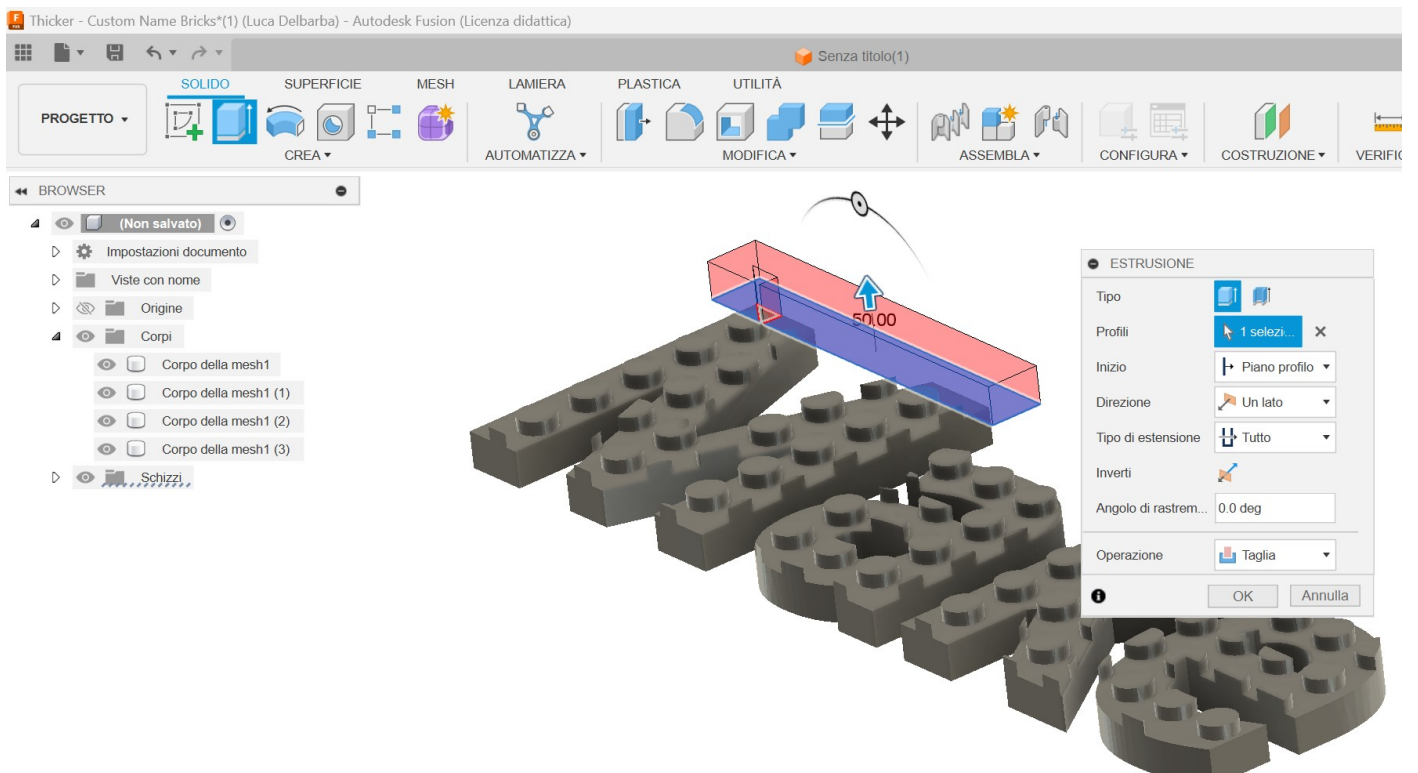 Thicker - Custom Name Bricks*(1) (Luca Delbarba) - Autodesk Fusion (Licenza didattica)
Senza titolo(1)
SOLIDO SUPERFICIE MESH LAMIERA PLASTICA UTILITÀ
PROGETTO
CREA AUTOMATIZZA MODIFICA ASSEMBLA CONFIGURA COSTRUZIONE VERIFIC
BROWSER
(Non salvato)
Impostazioni documento
Viste con nome
Origine
Corpi
Corpo della mesh1
Corpo della mesh1 (1)
Corpo della mesh1 (2)
Corpo della mesh1 (3)
Schizzi
50.00
ESTRUSIONE
Tipo
Profili 1 selezi...
Inizio Piano profilo
Direzione Un lato
Tipo di estensione Tutto
Inverti
Angolo di rastrem... 0.0 deg
Operazione Taglia
OK Annulla